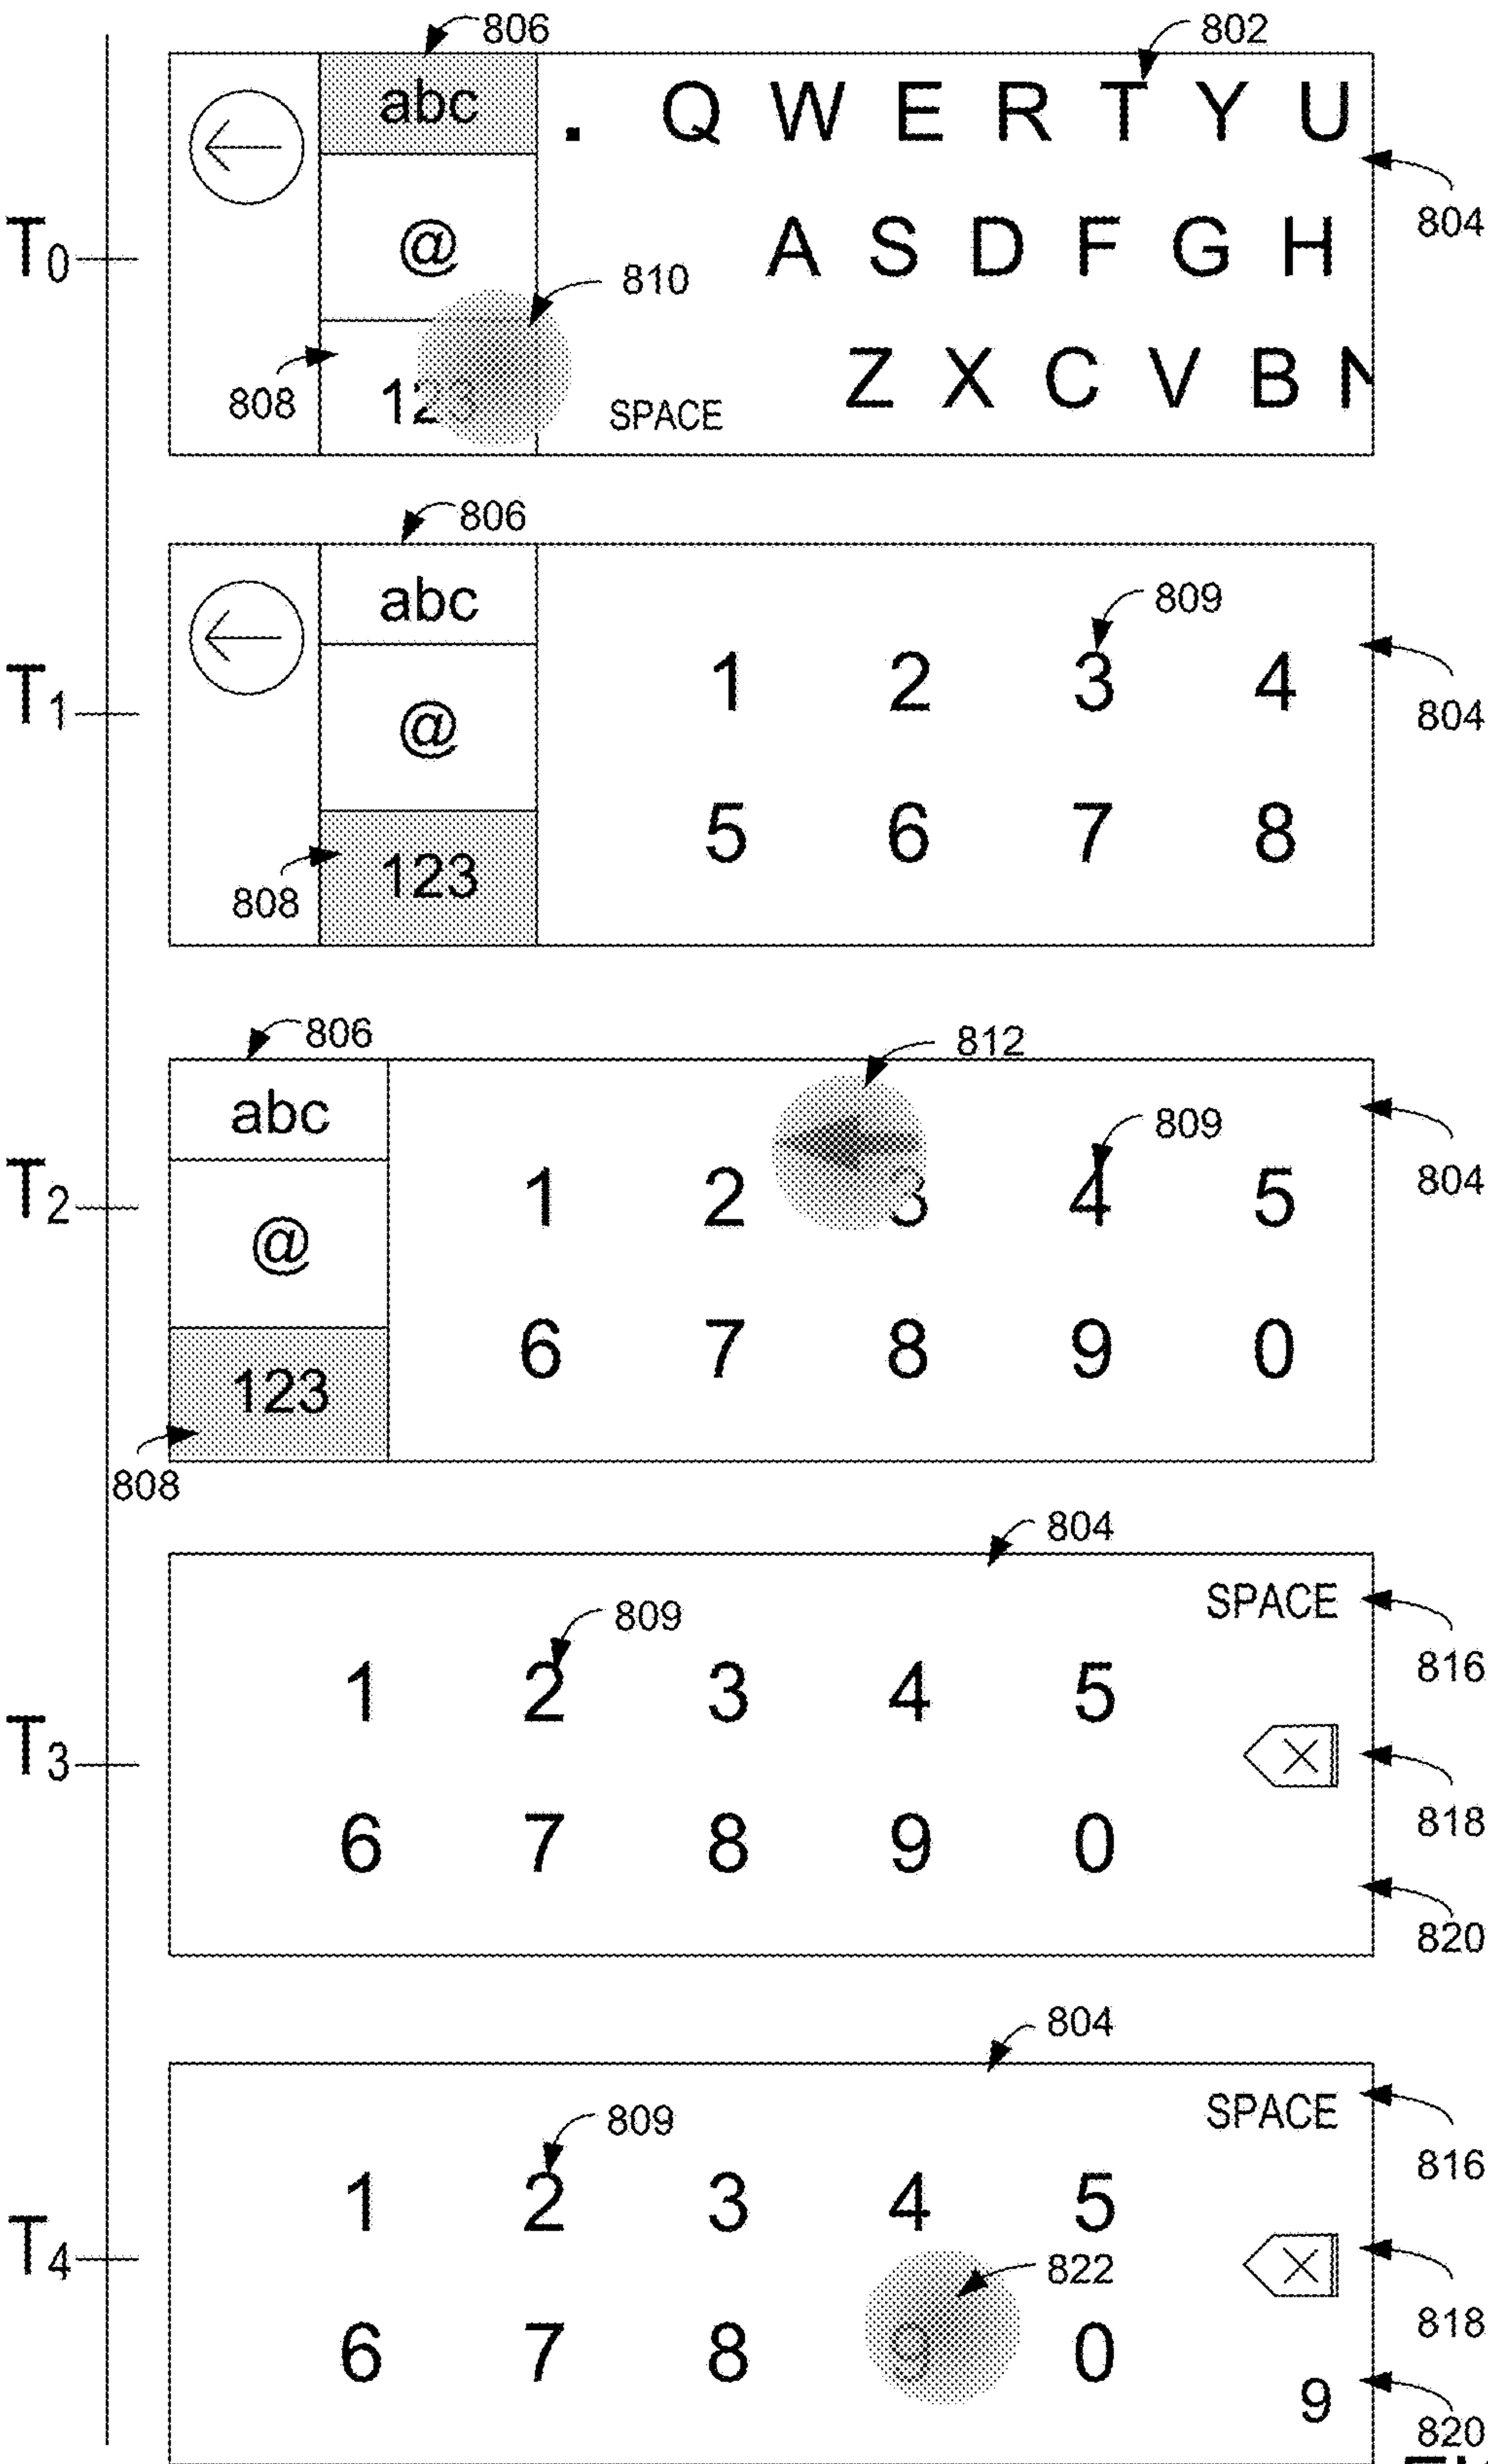 806 802
abc . Q W E R T Y U
804
T0 @ A S D F G H
810
808 123 SPACE Z X C V B N
806
abc 809
T1 1 2 3 4 804
@
5 6 7 8
808 123
806 812
abc 809
T2 1 2 3 4 5 804
@
6 7 8 9 0
123
808
804
809 SPACE 816
1 2 3 4 5
T3 818
6 7 8 9 0
820
804
809 SPACE 816
1 2 3 4 5
T4 822 818
6 7 8 9 0
9 820